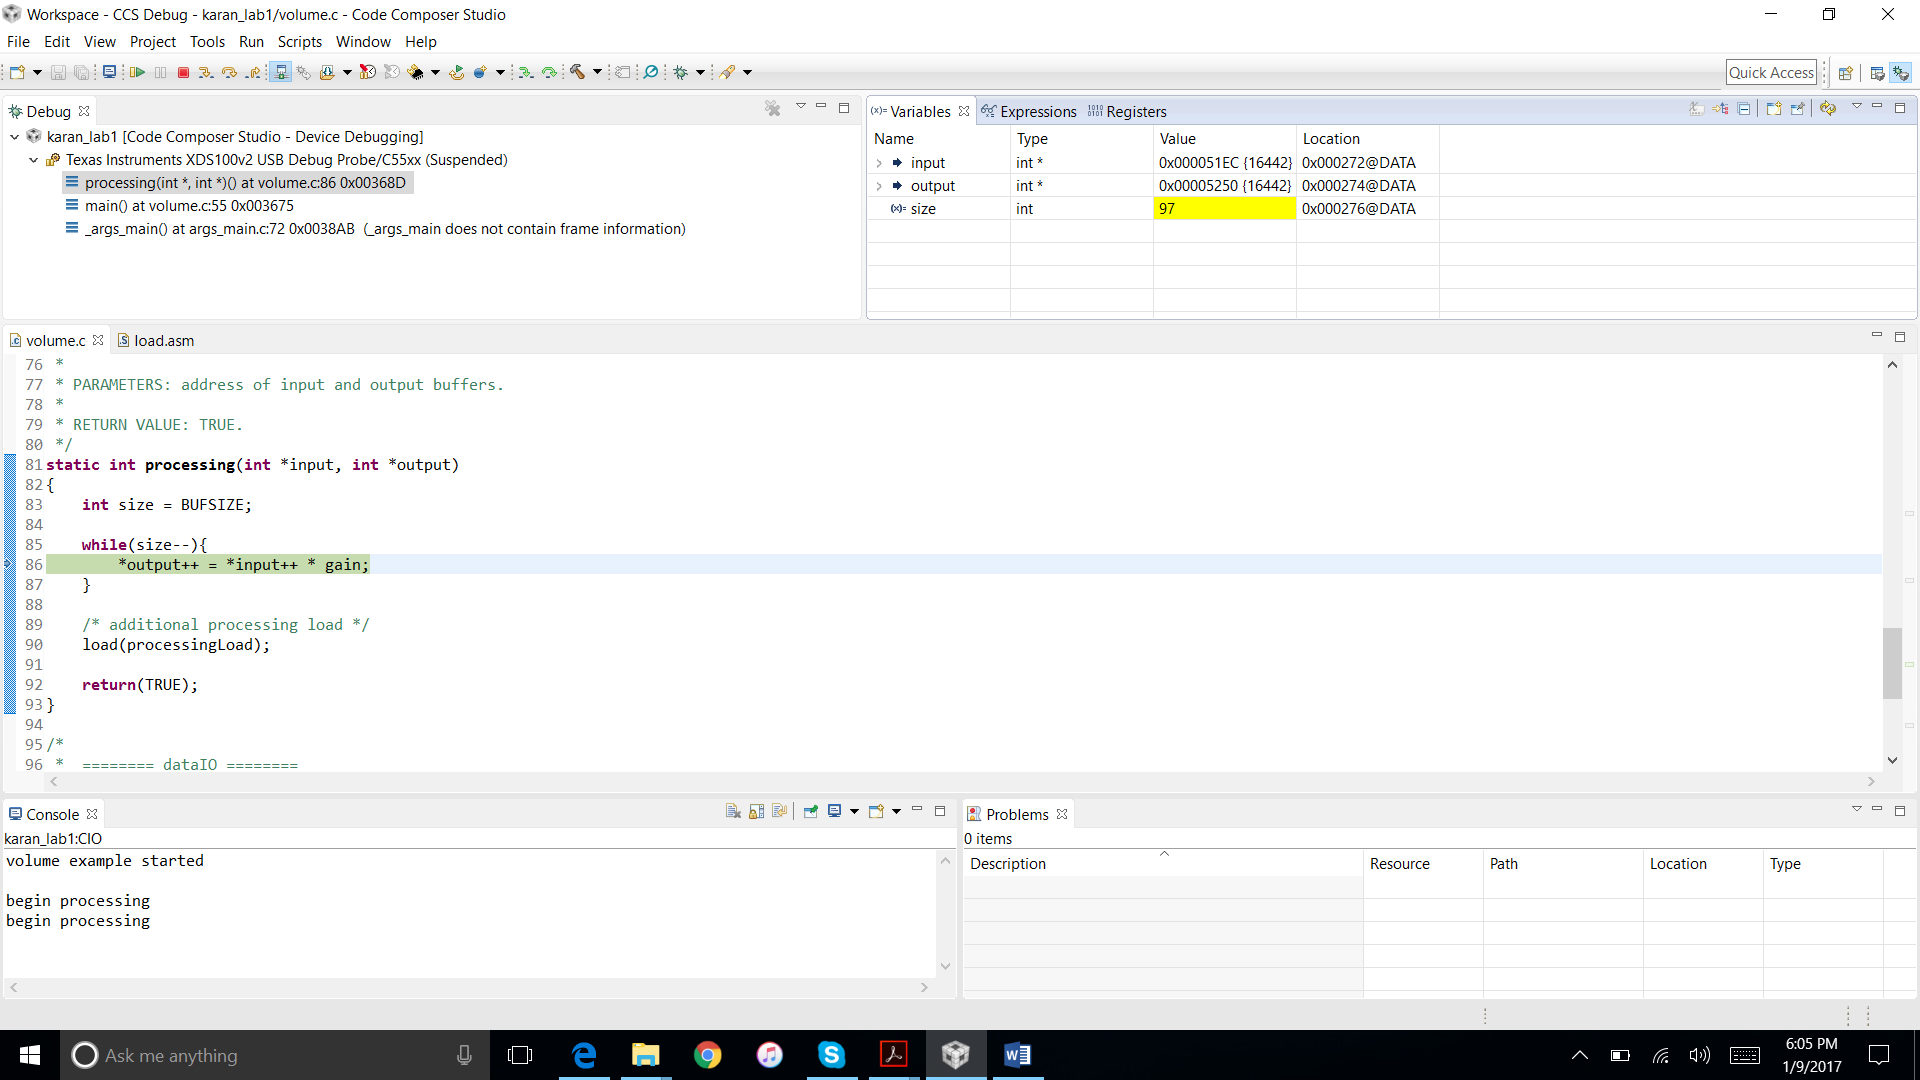 Workspace - CCS Debug - karan_lab1/volume.c - Code Composer Studio
File Edit View Project Tools Run Scripts Window Help
Quick Access
Debug
karan_lab1 [Code Composer Studio - Device Debugging]
Texas Instruments XDS100v2 USB Debug Probe/C55xx (Suspended)
processing(int *, int *)() at volume.c:86 0x00368D
main() at volume.c:55 0x003675
_args_main() at args_main.c:72 0x0038AB (_args_main does not contain frame information)
(x)= Variables Expressions 1010 0101 Registers
Name Type Value Location
input int * 0x000051EC {16442} 0x000272@DATA
output int * 0x00005250 {16442} 0x000274@DATA
(x)= size int 97 0x000276@DATA
volume.c load.asm
76 *
77 * PARAMETERS: address of input and output buffers.
78 *
79 * RETURN VALUE: TRUE.
80 */
81 static int processing(int *input, int *output)
82 {
83 int size = BUFSIZE;
84
85 while(size--){
86 *output++ = *input++ * gain;
87 }
88
89 /* additional processing load */
90 load(processingLoad);
91
92 return(TRUE);
93 }
94
95 /*
96 * ======== dataIO ========
Console
karan_lab1:CIO
volume example started
begin processing
begin processing
Problems
0 items
Description Resource Path Location Type
Ask me anything
6:05 PM
1/9/2017